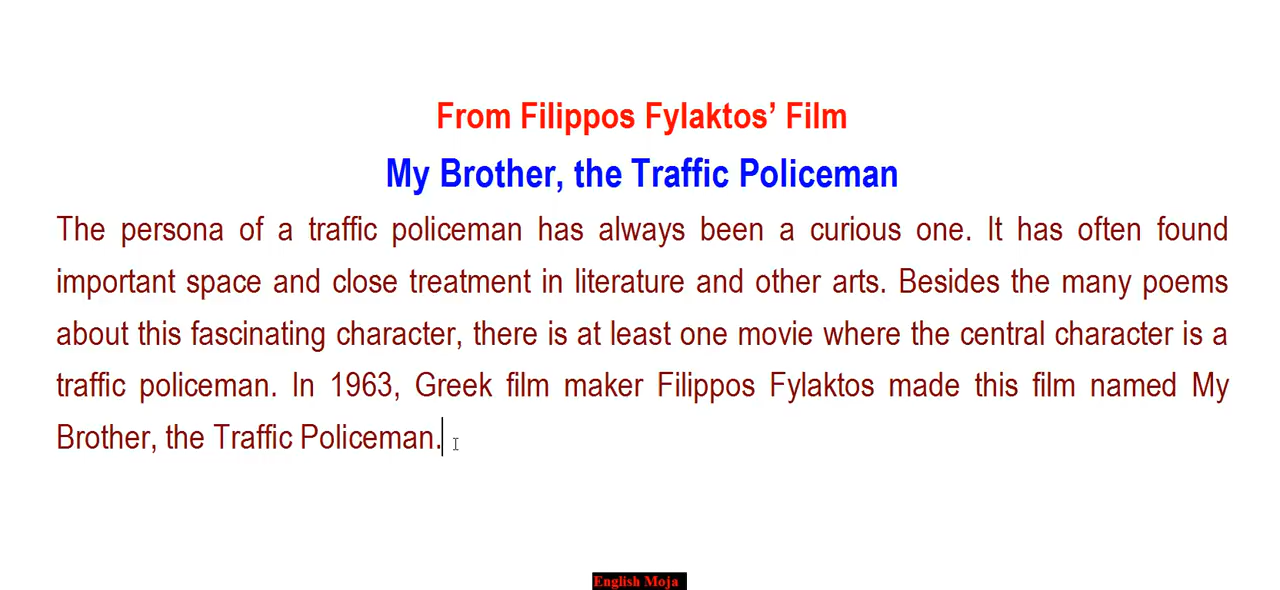 From Filippos Fylaktos’ Film
My Brother, the Traffic Policeman
The persona of a traffic policeman has always been a curious one. It has often found
important space and close treatment in literature and other arts. Besides the many poems
about this fascinating character, there is at least one movie where the central character is a
traffic policeman. In 1963, Greek film maker Filippos Fylaktos made this film named My
Brother, the Traffic Policeman.
English Moja